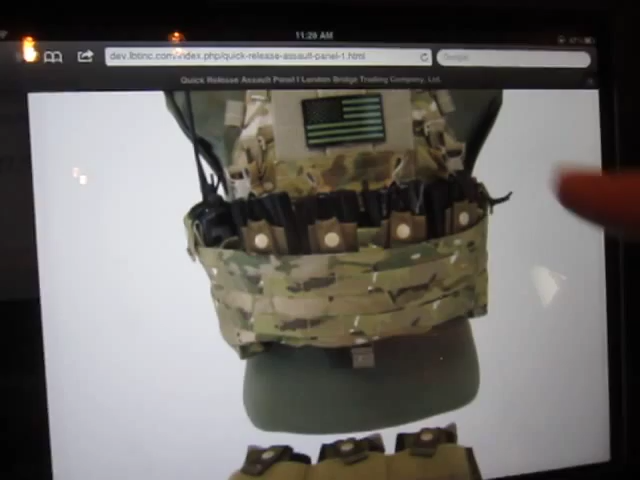 11:29 AM
dev.lbtinc.com/index.php/quick-release-assault-panel-1.html
Google
Quick Release Assault Panel | London Bridge Trading Company, Ltd.